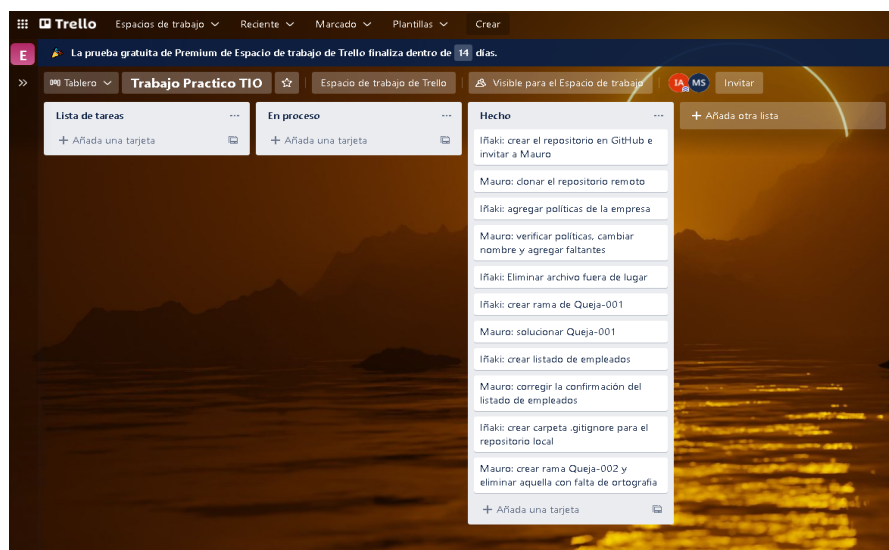 Trello Espacios de trabajo Reciente Marcado Plantillas Crear
E
La prueba gratuita de Premium de Espacio de trabajo de Trello finaliza dentro de 14 días.
Tablero Trabajo Practico TIO Espacio de trabajo de Trello Visible para el Espacio de trabajo IA MS Invitar
Lista de tareas
Añada una tarjeta
En proceso
Añada una tarjeta
Hecho
Iñaki: crear el repositorio en GitHub e
invitar a Mauro
Mauro: clonar el repositorio remoto
Iñaki: agregar políticas de la empresa
Mauro: verificar políticas, cambiar
nombre y agregar faltantes
Iñaki: Eliminar archivo fuera de lugar
Iñaki: crear rama de Queja-001
Mauro: solucionar Queja-001
Iñaki: crear listado de empleados
Mauro: corregir la confirmación del
listado de empleados
Iñaki: crear carpeta .gitignore para el
repositorio local
Mauro: crear rama Queja-002 y
eliminar aquella con falta de ortografia
Añada una tarjeta
Añada otra lista